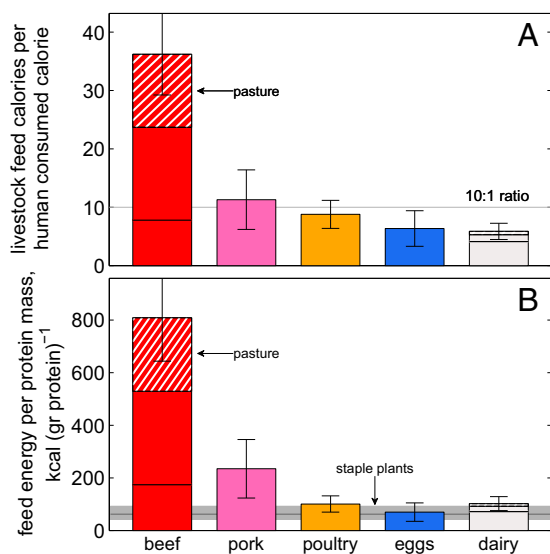 A
livestock feed calories per
human consumed calorie
40
30
20
10
0
pasture
10:1 ratio
B
feed energy per protein mass,
kcal (gr protein)⁻¹
800
600
400
200
0
pasture
staple plants
beef pork poultry eggs dairy